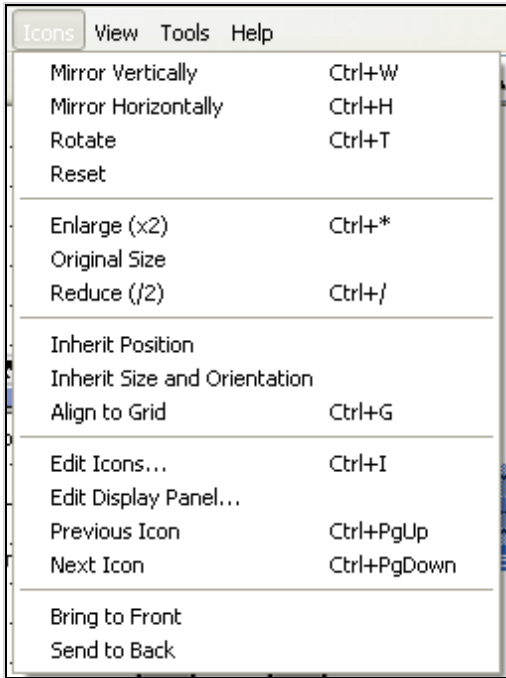 Icons View Tools Help
Mirror Vertically Ctrl+W
Mirror Horizontally Ctrl+H
Rotate Ctrl+T
Reset
Enlarge (x2) Ctrl+*
Original Size
Reduce (/2) Ctrl+/
Inherit Position
Inherit Size and Orientation
Align to Grid Ctrl+G
Edit Icons... Ctrl+I
Edit Display Panel...
Previous Icon Ctrl+PgUp
Next Icon Ctrl+PgDown
Bring to Front
Send to Back